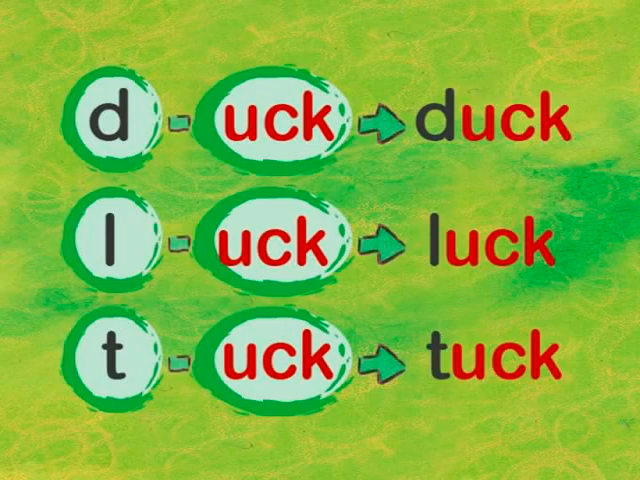 d - uck → duck
l - uck → luck
t - uck → tuck